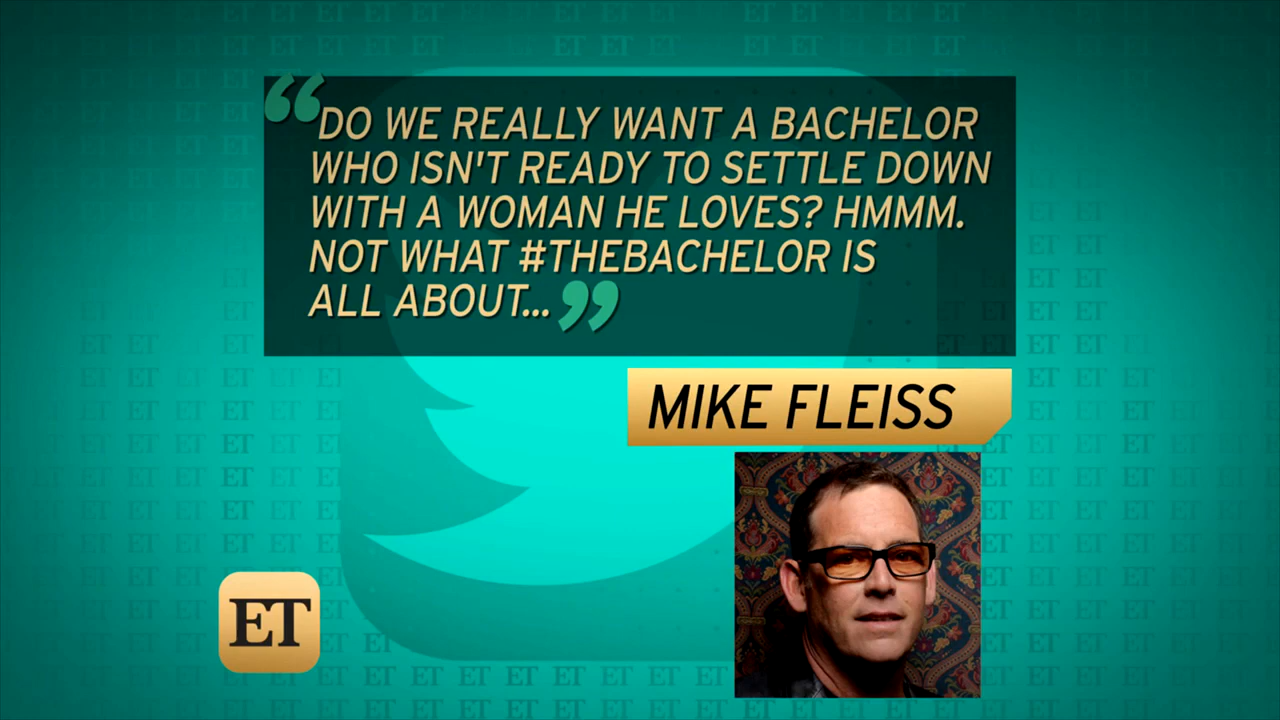 “DO WE REALLY WANT A BACHELOR
WHO ISN'T READY TO SETTLE DOWN
WITH A WOMAN HE LOVES? HMMM.
NOT WHAT #THEBACHELOR IS
ALL ABOUT...”
MIKE FLEISS
ET